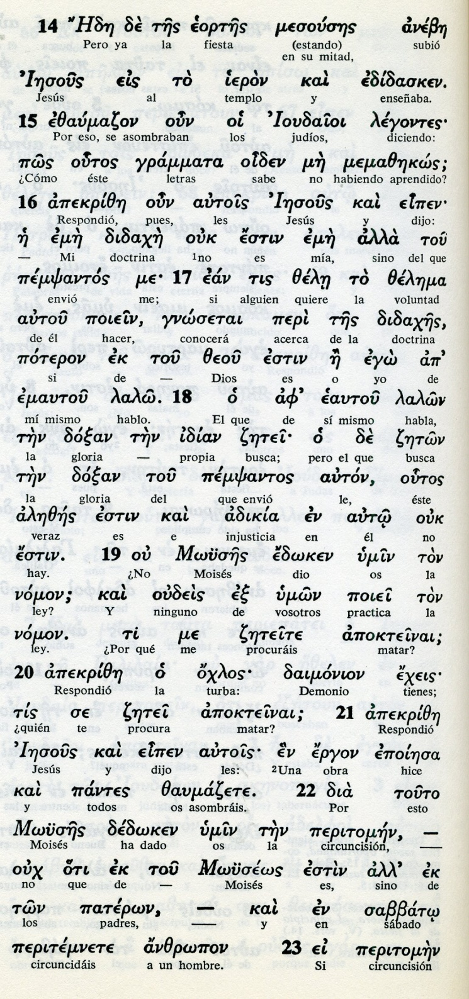 14 Ἤδη δὲ τῆς ἑορτῆς μεσούσης ἀνέβη
Pero ya la fiesta (estando) subió
en su mitad,
Ἰησοῦς εἰς τὸ ἱερὸν καὶ ἐδίδασκεν.
Jesús al templo y enseñaba.
15 ἐθαύμαζον οὖν οἱ Ἰουδαῖοι λέγοντες·
Por eso, se asombraban los judíos, diciendo:
πῶς οὗτος γράμματα οἶδεν μὴ μεμαθηκώς;
¿Cómo éste letras sabe no habiendo aprendido?
16 ἀπεκρίθη οὖν αὐτοῖς Ἰησοῦς καὶ εἶπεν·
Respondió, pues, les Jesús y dijo:
ἡ ἐμὴ διδαχὴ οὐκ ἔστιν ἐμὴ ἀλλὰ τοῦ
— Mi doctrina ¹no es mía, sino del que
πέμψαντός με· 17 ἐάν τις θέλῃ τὸ θέλημα
envió me; si alguien quiere la voluntad
αὐτοῦ ποιεῖν, γνώσεται περὶ τῆς διδαχῆς,
de él hacer, conocerá acerca de la doctrina
πότερον ἐκ τοῦ θεοῦ ἐστιν ἢ ἐγὼ ἀπ’
si de — Dios es o yo de
ἐμαυτοῦ λαλῶ. 18 ὁ ἀφ’ ἑαυτοῦ λαλῶν
mí mismo hablo. El que de sí mismo habla,
τὴν δόξαν τὴν ἰδίαν ζητεῖ· ὁ δὲ ζητῶν
la gloria — propia busca; pero el que busca
τὴν δόξαν τοῦ πέμψαντος αὐτόν, οὗτος
la gloria del que envió le, éste
ἀληθής ἐστιν καὶ ἀδικία ἐν αὐτῷ οὐκ
veraz es e injusticia en él no
ἔστιν. 19 οὐ Μωϋσῆς ἔδωκεν ὑμῖν τὸν
hay. ¿No Moisés dio os la
νόμον; καὶ οὐδεὶς ἐξ ὑμῶν ποιεῖ τὸν
ley? Y ninguno de vosotros practica la
νόμον. τί με ζητεῖτε ἀποκτεῖναι;
ley. ¿Por qué me procuráis matar?
20 ἀπεκρίθη ὁ ὄχλος· δαιμόνιον ἔχεις·
Respondió la turba: Demonio tienes;
τίς σε ζητεῖ ἀποκτεῖναι; 21 ἀπεκρίθη
¿quién te procura matar? Respondió
Ἰησοῦς καὶ εἶπεν αὐτοῖς· ἓν ἔργον ἐποίησα
Jesús y dijo les: ²Una obra hice
καὶ πάντες θαυμάζετε. 22 διὰ τοῦτο
y todos os asombráis. Por esto
Μωϋσῆς δέδωκεν ὑμῖν τὴν περιτομήν, —
Moisés ha dado os la circuncisión, —
οὐχ ὅτι ἐκ τοῦ Μωϋσέως ἐστὶν ἀλλ’ ἐκ
no que de — Moisés es, sino de
τῶν πατέρων, καὶ ἐν σαββάτῳ
los padres, — y en sábado
περιτέμνετε ἄνθρωπον 23 εἰ περιτομὴν
circuncidáis a un hombre. Si circuncisión